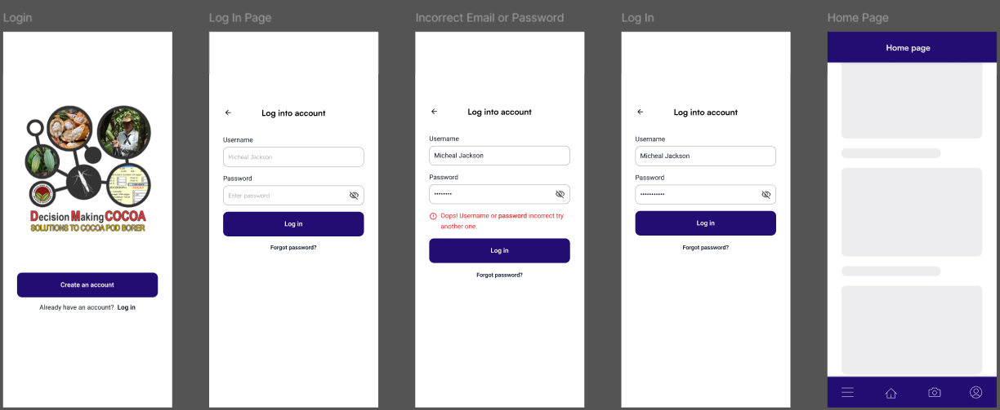 Login
Decision Making COCOA
SOLUTIONS TO COCOA POD BORER
Create an account
Already have an account? Log in
Log In Page
Log into account
Username
Micheal Jackson
Password
Enter password
Log in
Forgot password?
Incorrect Email or Password
Log into account
Username
Micheal Jackson
Password
••••••••
Oops! Username or password incorrect try
another one.
Log in
Forgot password?
Log In
Log into account
Username
Micheal Jackson
Password
•••••••••••
Log in
Forgot password?
Home Page
Home page